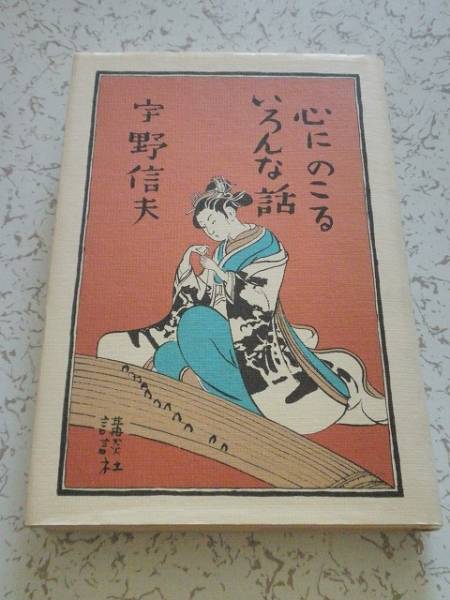 心にのこる
いろんな話
宇野信夫
講談社